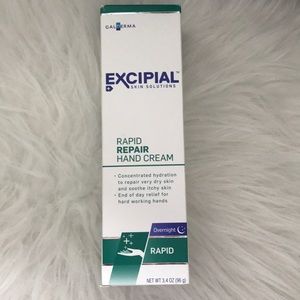 GALDERMA
EXCIPIAL™
SKIN SOLUTIONS
RAPID
REPAIR
HAND CREAM
• Concentrated hydration
to repair very dry skin
and soothe itchy skin
• End of day relief for
hard working hands
Overnight
RAPID
NET WT. 3.4 OZ (96 g)